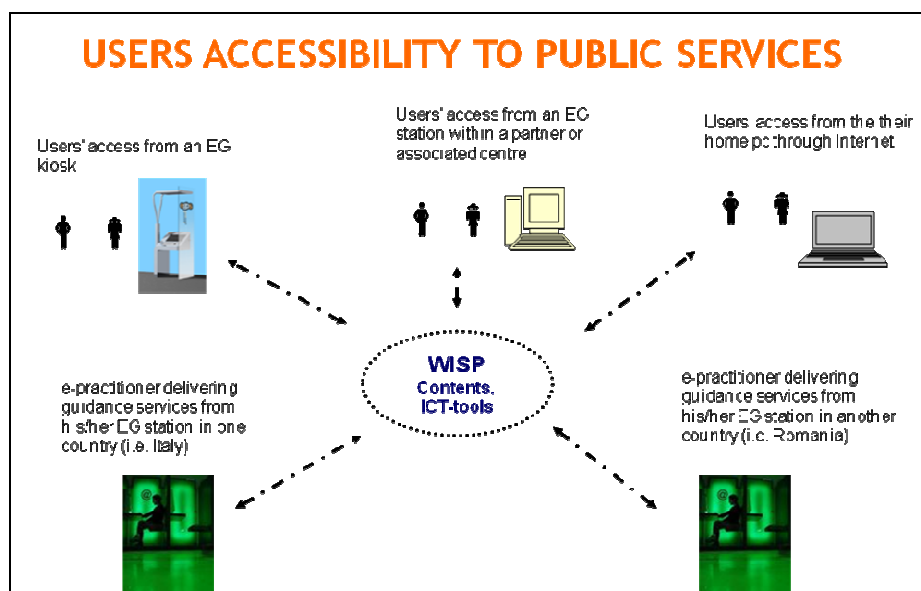 USERS ACCESSIBILITY TO PUBLIC SERVICES
Users' access from an EG
kiosk
Users' access from an EG
station within a partner or
associated centre
Users access from the their
home pc through Internet
WISP
Contents,
ICT-tools
e-practitioner delivering
guidance services from
his/her EG station in one
country (i.e. Italy)
e-practitioner delivering
guidance services from
his/her EG station in another
country (i.e. Romania)
@
@